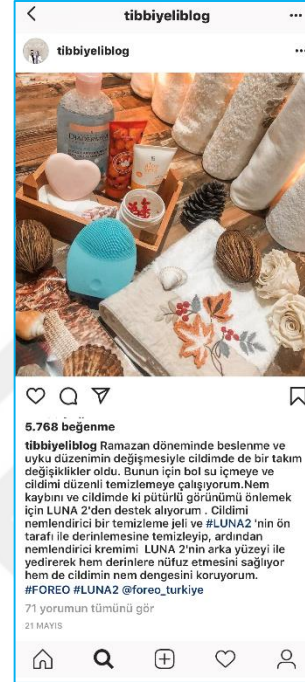 tibbiyeliblog
tibbiyeliblog
5.768 beğenme
tibbiyeliblog Ramazan döneminde beslenme ve
uyku düzenimin değişmesiyle cildimde de bir takım
değişiklikler oldu. Bunun için bol su içmeye ve
cildimi düzenli temizlemeye çalışıyorum.Nem
kaybını ve cildimde ki pütürlü görünümü önlemek
için LUNA 2'den destek alıyorum . Cildimi
nemlendirici bir temizleme jeli ve #LUNA2 'nin ön
tarafı ile derinlemesine temizleyip, ardından
nemlendirici kremimi LUNA 2'nin arka yüzeyi ile
yedirerek hem derinlere nüfuz etmesini sağlıyor
hem de cildimin nem dengesini koruyorum.
#FOREO #LUNA2 @foreo_turkiye
71 yorumun tümünü gör
21 MAYIS